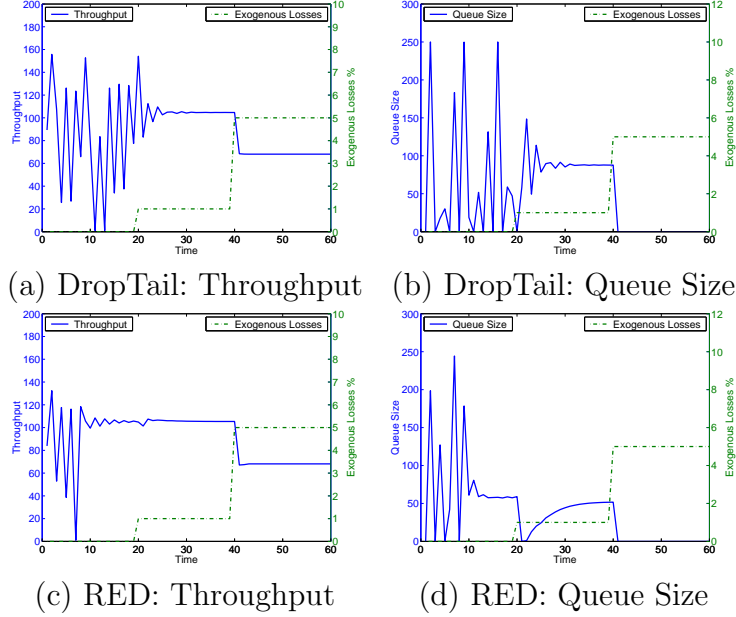 Throughput
Exogenous Losses
200
180
160
140
120
100
80
60
40
20
0
Throughput
10
9
8
7
6
5
4
3
2
1
0
Exogenous Losses %
0 10 20 30 40 50 60
Time
(a) DropTail: Throughput
Queue Size
Exogenous Losses
300
250
200
150
100
50
0
Queue Size
12
10
8
6
4
2
0
Exogenous Losses %
0 10 20 30 40 50 60
Time
(b) DropTail: Queue Size
Throughput
Exogenous Losses
200
180
160
140
120
100
80
60
40
20
0
Throughput
10
9
8
7
6
5
4
3
2
1
0
Exogenous Losses %
0 10 20 30 40 50 60
Time
(c) RED: Throughput
Queue Size
Exogenous Losses
300
250
200
150
100
50
0
Queue Size
12
10
8
6
4
2
0
Exogenous Losses %
0 10 20 30 40 50 60
Time
(d) RED: Queue Size